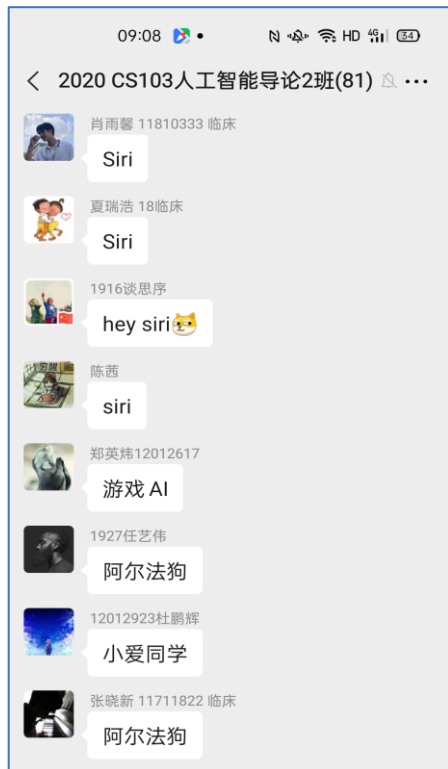 09:08
HD 4G 34
2020 CS103人工智能导论2班(81)
肖雨馨 11810333 临床
Siri
夏瑞浩 18临床
Siri
1916谈思序
hey siri
陈茜
siri
郑英炜12012617
游戏 AI
1927任艺伟
阿尔法狗
12012923杜鹏辉
小爱同学
张晓新 11711822 临床
阿尔法狗